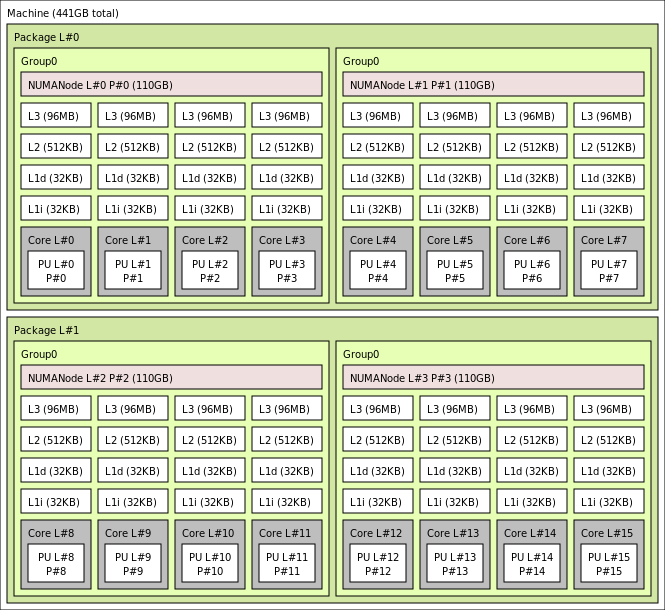 Machine (441GB total)
Package L#0
Group0
NUMANode L#0 P#0 (110GB)
L3 (96MB) L3 (96MB) L3 (96MB) L3 (96MB)
L2 (512KB) L2 (512KB) L2 (512KB) L2 (512KB)
L1d (32KB) L1d (32KB) L1d (32KB) L1d (32KB)
L1i (32KB) L1i (32KB) L1i (32KB) L1i (32KB)
Core L#0 Core L#1 Core L#2 Core L#3
PU L#0 PU L#1 PU L#2 PU L#3
P#0 P#1 P#2 P#3
Group0
NUMANode L#1 P#1 (110GB)
L3 (96MB) L3 (96MB) L3 (96MB) L3 (96MB)
L2 (512KB) L2 (512KB) L2 (512KB) L2 (512KB)
L1d (32KB) L1d (32KB) L1d (32KB) L1d (32KB)
L1i (32KB) L1i (32KB) L1i (32KB) L1i (32KB)
Core L#4 Core L#5 Core L#6 Core L#7
PU L#4 PU L#5 PU L#6 PU L#7
P#4 P#5 P#6 P#7
Package L#1
Group0
NUMANode L#2 P#2 (110GB)
L3 (96MB) L3 (96MB) L3 (96MB) L3 (96MB)
L2 (512KB) L2 (512KB) L2 (512KB) L2 (512KB)
L1d (32KB) L1d (32KB) L1d (32KB) L1d (32KB)
L1i (32KB) L1i (32KB) L1i (32KB) L1i (32KB)
Core L#8 Core L#9 Core L#10 Core L#11
PU L#8 PU L#9 PU L#10 PU L#11
P#8 P#9 P#10 P#11
Group0
NUMANode L#3 P#3 (110GB)
L3 (96MB) L3 (96MB) L3 (96MB) L3 (96MB)
L2 (512KB) L2 (512KB) L2 (512KB) L2 (512KB)
L1d (32KB) L1d (32KB) L1d (32KB) L1d (32KB)
L1i (32KB) L1i (32KB) L1i (32KB) L1i (32KB)
Core L#12 Core L#13 Core L#14 Core L#15
PU L#12 PU L#13 PU L#14 PU L#15
P#12 P#13 P#14 P#15